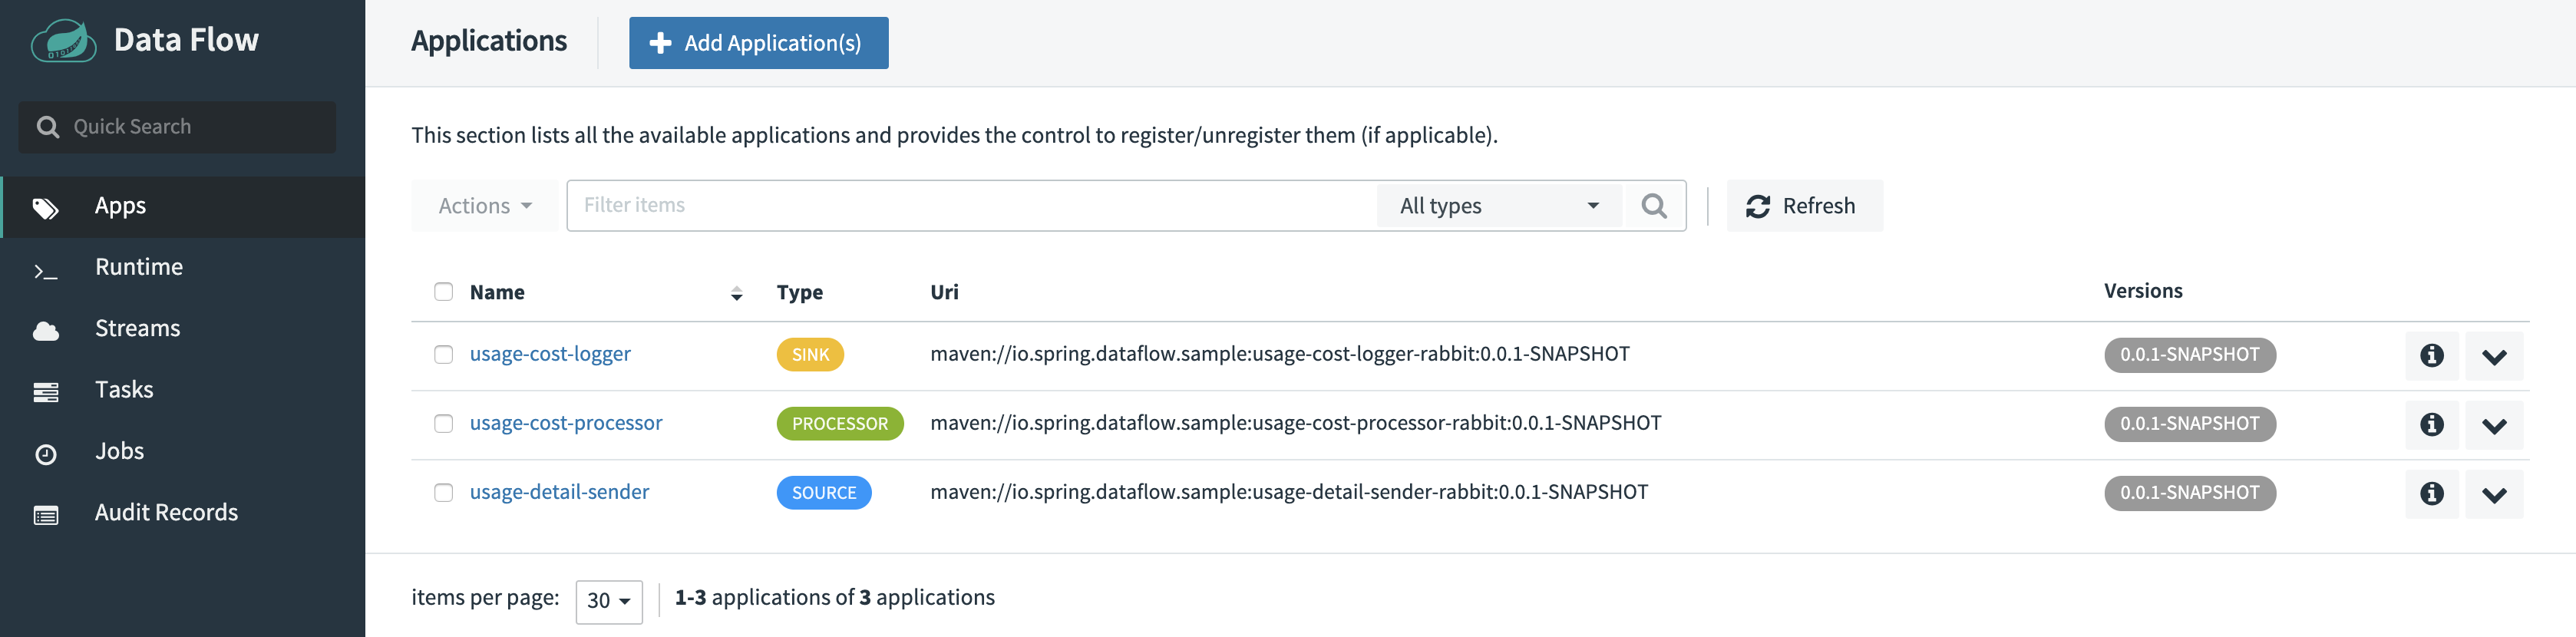 Data Flow
Quick Search
Apps
Runtime
Streams
Tasks
Jobs
Audit Records
Applications
Add Application(s)
This section lists all the available applications and provides the control to register/unregister them (if applicable).
Actions Filter items All types Refresh
Name Type Uri Versions
usage-cost-logger SINK maven://io.spring.dataflow.sample:usage-cost-logger-rabbit:0.0.1-SNAPSHOT 0.0.1-SNAPSHOT
usage-cost-processor PROCESSOR maven://io.spring.dataflow.sample:usage-cost-processor-rabbit:0.0.1-SNAPSHOT 0.0.1-SNAPSHOT
usage-detail-sender SOURCE maven://io.spring.dataflow.sample:usage-detail-sender-rabbit:0.0.1-SNAPSHOT 0.0.1-SNAPSHOT
items per page: 30 1-3 applications of 3 applications